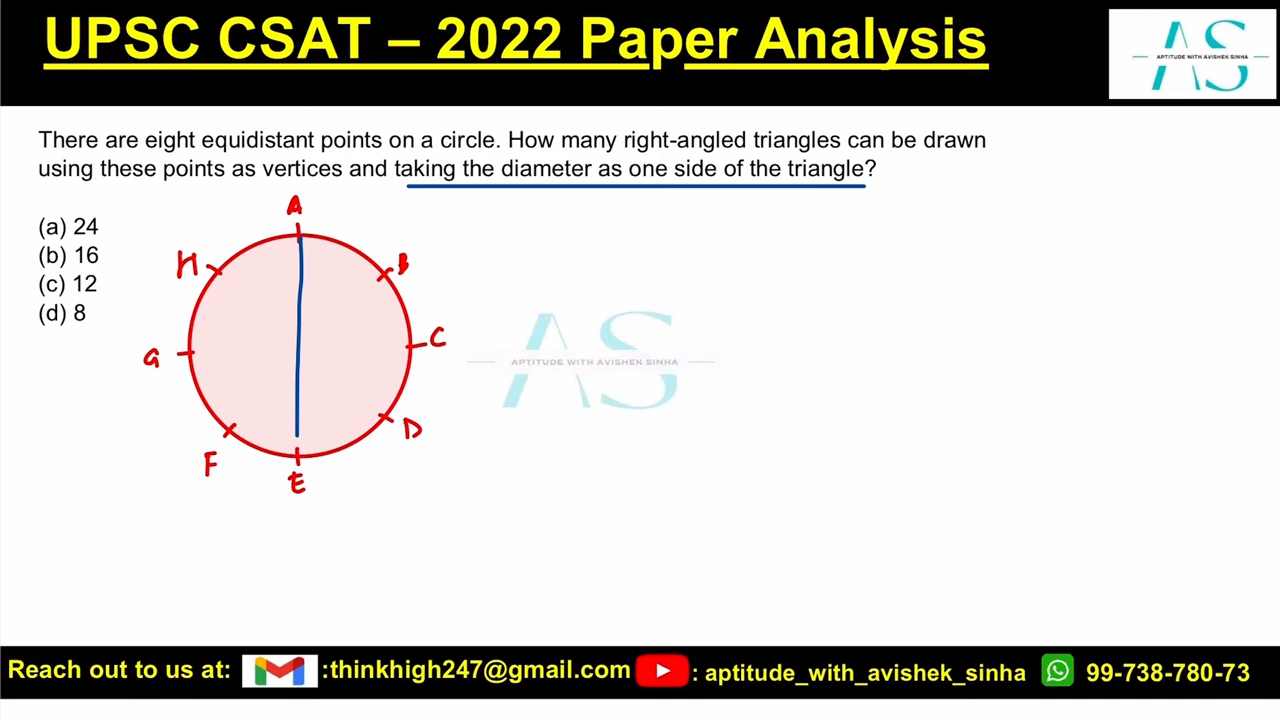 UPSC CSAT – 2022 Paper Analysis
AS
APTITUDE WITH AVISHEK SINHA
There are eight equidistant points on a circle. How many right-angled triangles can be drawn
using these points as vertices and taking the diameter as one side of the triangle?
(a) 24
(b) 16
(c) 12
(d) 8
A
H
B
G
C
F
D
E
AS
APTITUDE WITH AVISHEK SINHA
Reach out to us at: :thinkhigh247@gmail.com : aptitude_with_avishek_sinha 99-738-780-73